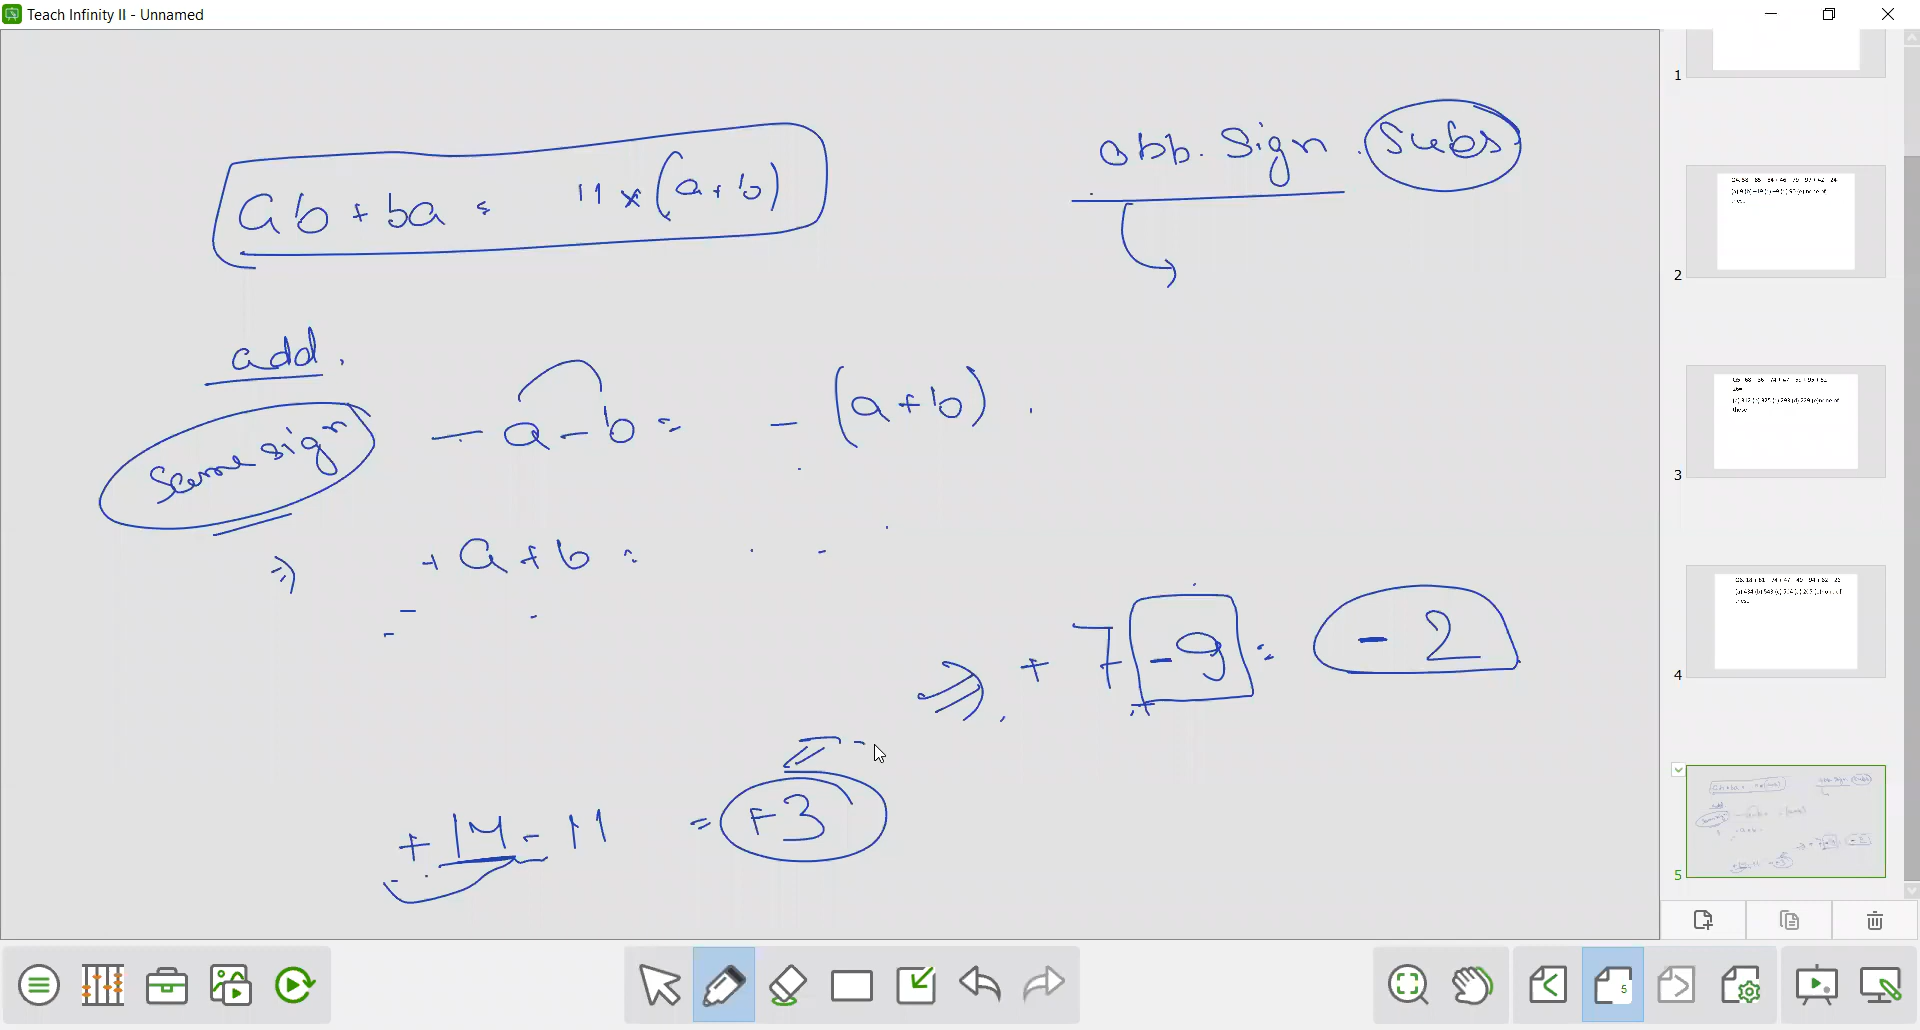 Teach Infinity II - Unnamed
ab + ba = 11 × (a+b)
opp. Sign. Subs.
add.
Same sign
- a - b = - (a+b)
⇒ + a + b =
⇒ + 7 - 9 = - 2
+ 14 - 11 = +3
1
2
3
4
5
5